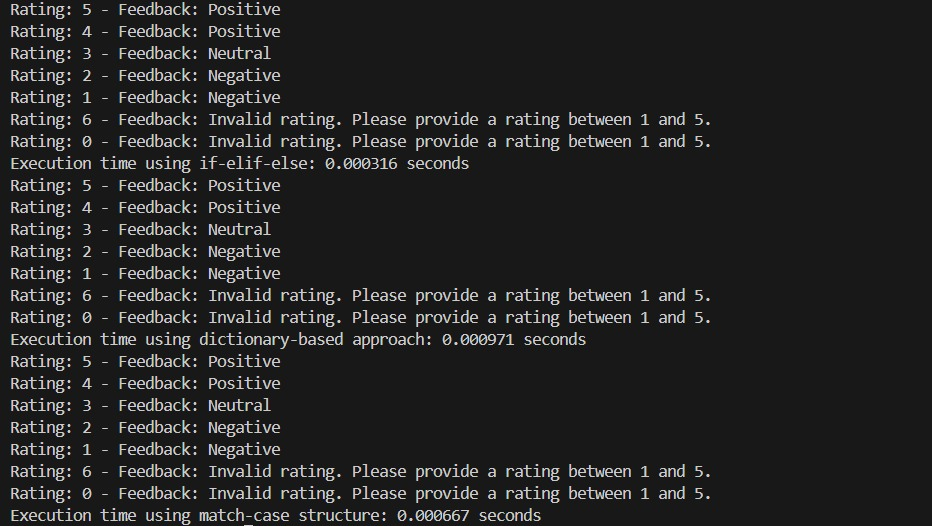 Rating: 5 - Feedback: Positive
Rating: 4 - Feedback: Positive
Rating: 3 - Feedback: Neutral
Rating: 2 - Feedback: Negative
Rating: 1 - Feedback: Negative
Rating: 6 - Feedback: Invalid rating. Please provide a rating between 1 and 5.
Rating: 0 - Feedback: Invalid rating. Please provide a rating between 1 and 5.
Execution time using if-elif-else: 0.000316 seconds
Rating: 5 - Feedback: Positive
Rating: 4 - Feedback: Positive
Rating: 3 - Feedback: Neutral
Rating: 2 - Feedback: Negative
Rating: 1 - Feedback: Negative
Rating: 6 - Feedback: Invalid rating. Please provide a rating between 1 and 5.
Rating: 0 - Feedback: Invalid rating. Please provide a rating between 1 and 5.
Execution time using dictionary-based approach: 0.000971 seconds
Rating: 5 - Feedback: Positive
Rating: 4 - Feedback: Positive
Rating: 3 - Feedback: Neutral
Rating: 2 - Feedback: Negative
Rating: 1 - Feedback: Negative
Rating: 6 - Feedback: Invalid rating. Please provide a rating between 1 and 5.
Rating: 0 - Feedback: Invalid rating. Please provide a rating between 1 and 5.
Execution time using match-case structure: 0.000667 seconds